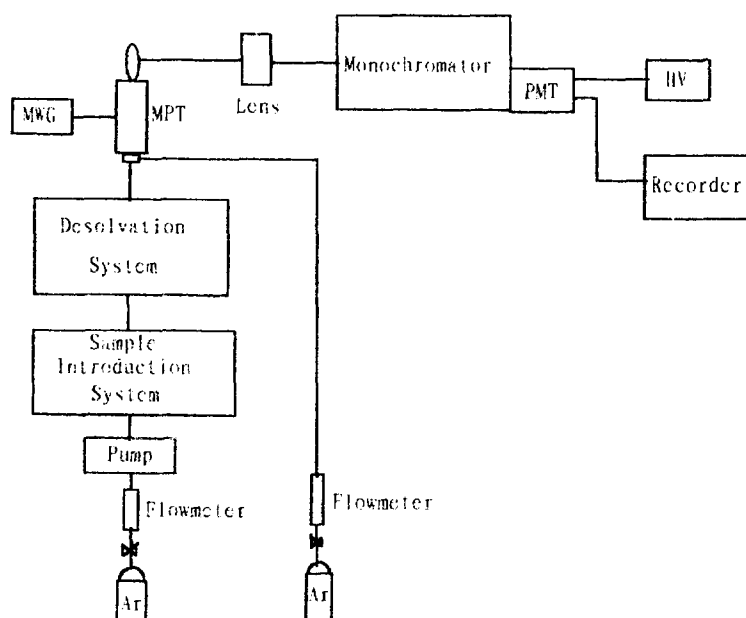 Monochromator
PMT
HV
Lens
MWG
MPT
Recorder
Desolvation
System
Sample
Introduction
System
Pump
Flowmeter
Flowmeter
Ar
Ar